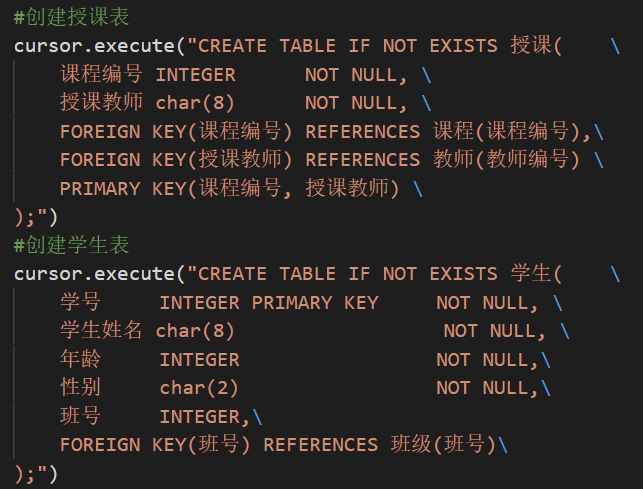 #创建授课表
cursor.execute("CREATE TABLE IF NOT EXISTS 授课(    \
    课程编号 INTEGER      NOT NULL, \
    授课教师 char(8)      NOT NULL, \
    FOREIGN KEY(课程编号) REFERENCES 课程(课程编号),\
    FOREIGN KEY(授课教师) REFERENCES 教师(教师编号) \
    PRIMARY KEY(课程编号, 授课教师) \
);")
#创建学生表
cursor.execute("CREATE TABLE IF NOT EXISTS 学生(    \
    学号     INTEGER PRIMARY KEY     NOT NULL, \
    学生姓名 char(8)                  NOT NULL, \
    年龄     INTEGER                 NOT NULL,\
    性别     char(2)                 NOT NULL,\
    班号     INTEGER,\
    FOREIGN KEY(班号) REFERENCES 班级(班号)\
);")